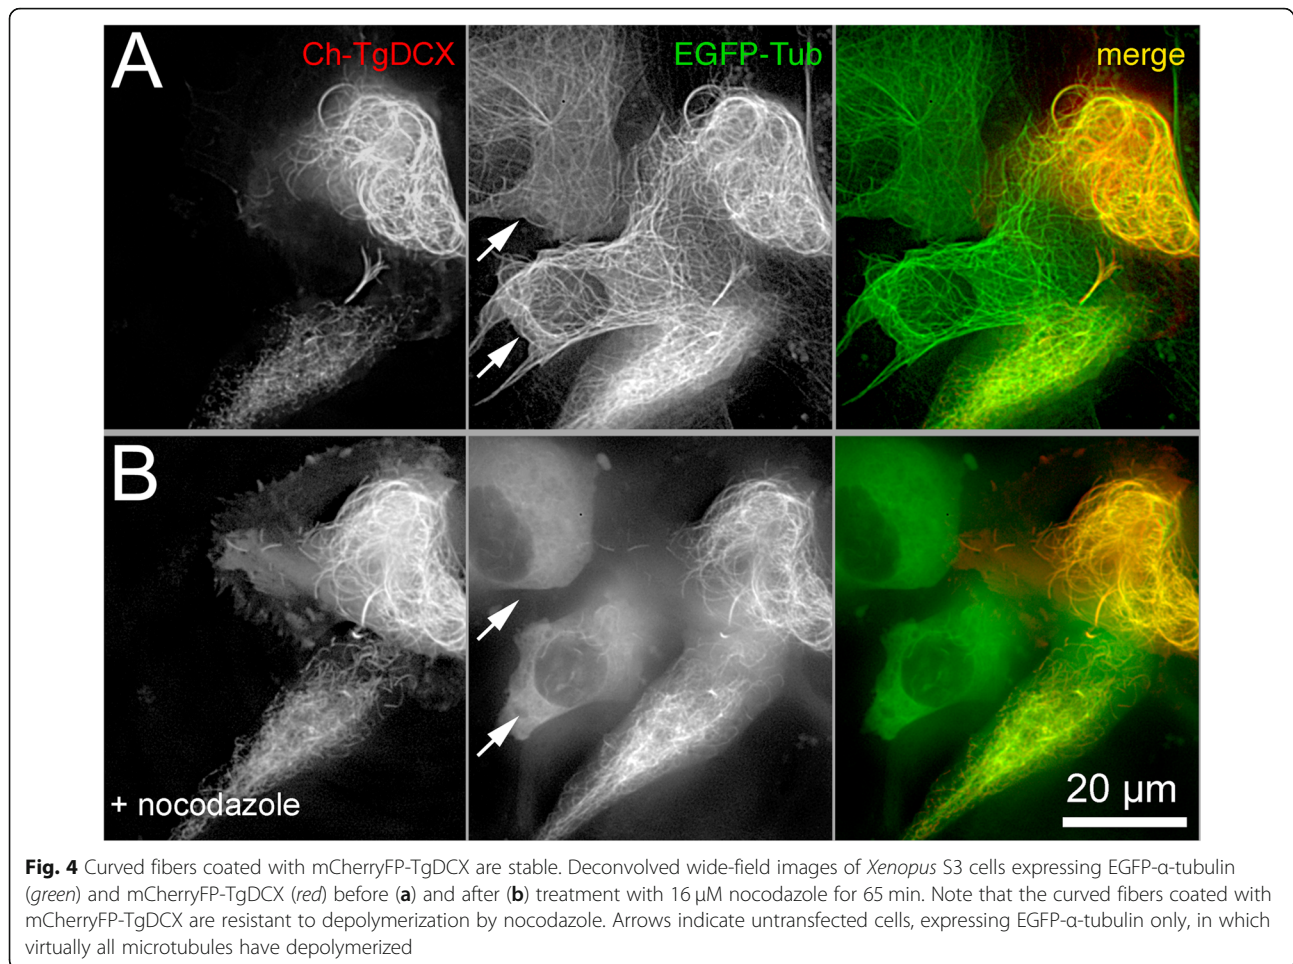 A
Ch-TgDCX
EGFP-Tub
merge
B
+ nocodazole
20 µm
Fig. 4 Curved fibers coated with mCherryFP-TgDCX are stable. Deconvolved wide-field images of Xenopus S3 cells expressing EGFP-α-tubulin
(green) and mCherryFP-TgDCX (red) before (a) and after (b) treatment with 16 µM nocodazole for 65 min. Note that the curved fibers coated with
mCherryFP-TgDCX are resistant to depolymerization by nocodazole. Arrows indicate untransfected cells, expressing EGFP-α-tubulin only, in which
virtually all microtubules have depolymerized